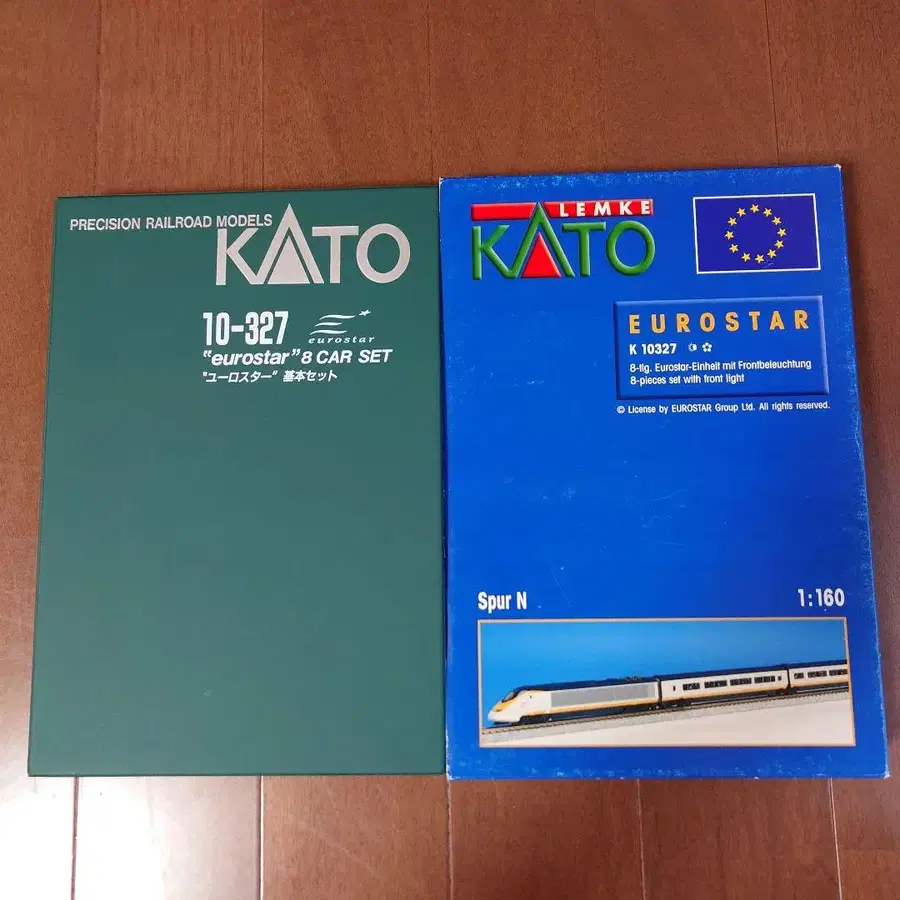 PRECISION RAILROAD MODELS
KATO
10-327
eurostar
"eurostar" 8 CAR SET
"ユーロスター" 基本セット
LEMKE
KATO
EUROSTAR
K 10327
8-tlg. Eurostar-Einheit mit Frontbeleuchtung
8-pieces set with front light
© License by EUROSTAR Group Ltd. All rights reserved.
Spur N
1:160